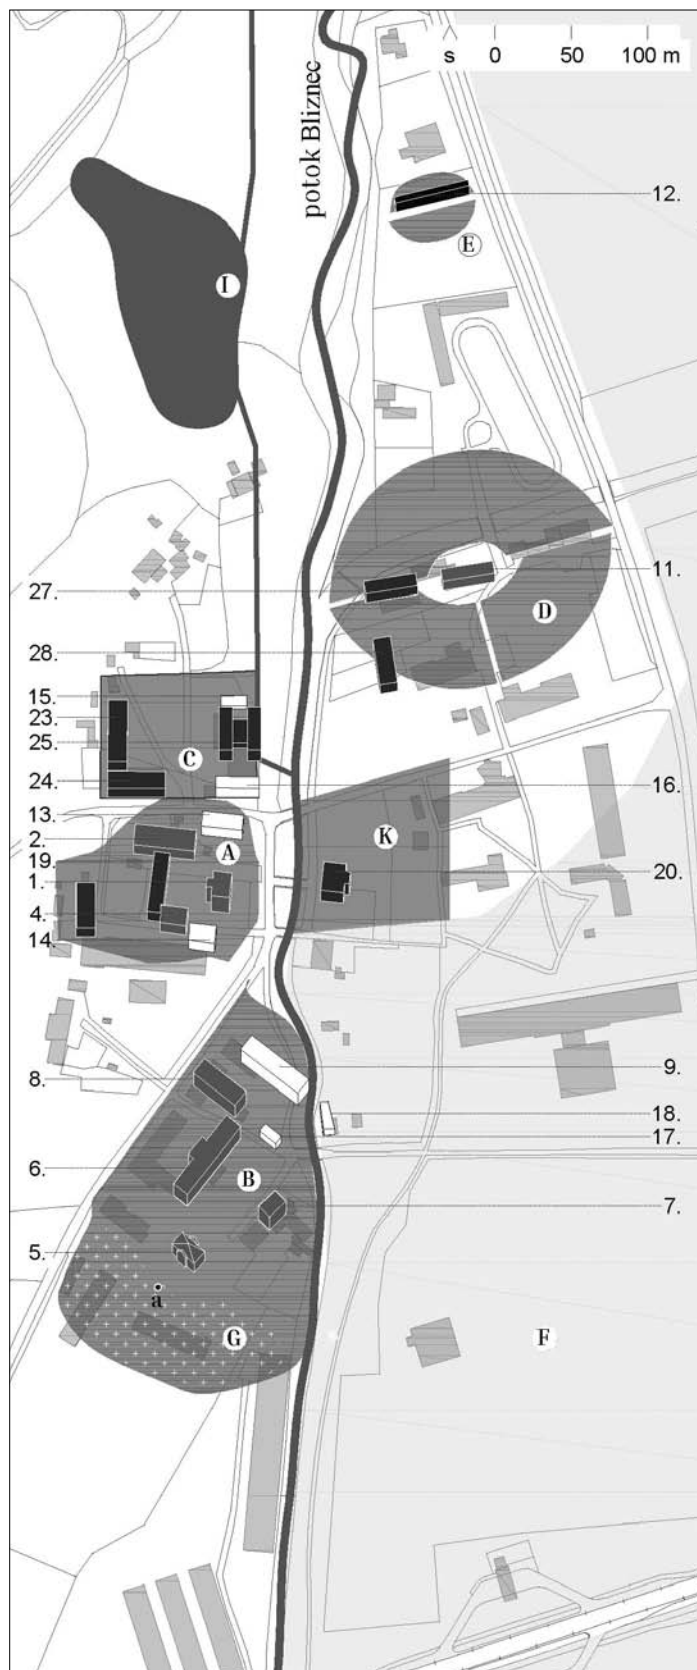 s 0 50 100 m
potok Bliznec
12.
E
I
11.
27.
D
28.
15.
23.
25.
C
24.
16.
13.
K
2.
A
19.
20.
1.
4.
14.
9.
8.
18.
17.
6.
B
7.
5.
a
G
F